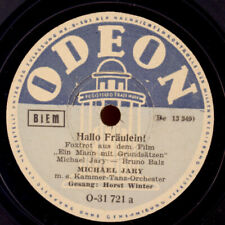 ODEON
REGISTERED TRADE MARK
BIEM
(Be 13 349)
Hallo Fräulein!
Foxtrot aus dem Film
„Ein Mann mit Grundsätzen"
Michael Jary — Bruno Balz
MICHAEL JARY
m. s. Kammer-Tanz-Orchester
Gesang: Horst Winter
O-31 721 a